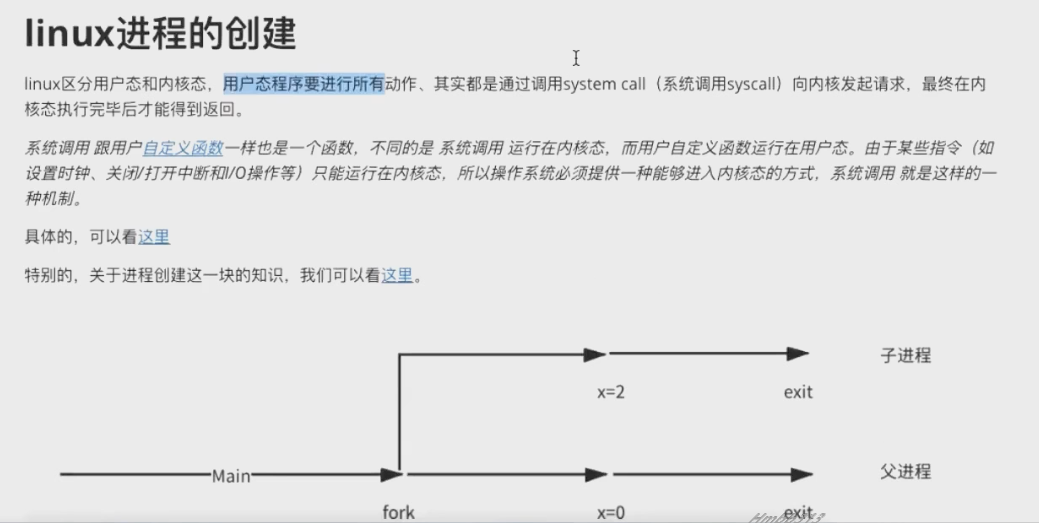 linux进程的创建
linux区分用户态和内核态，用户态程序要进行所有动作、其实都是通过调用system call（系统调用syscall）向内核发起请求，最终在内
核态执行完毕后才能得到返回。
系统调用 跟用户自定义函数一样也是一个函数，不同的是 系统调用 运行在内核态，而用户自定义函数运行在用户态。由于某些指令（如
设置时钟、关闭/打开中断和I/O操作等）只能运行在内核态，所以操作系统必须提供一种能够进入内核态的方式，系统调用 就是这样的一
种机制。
具体的，可以看这里
特别的，关于进程创建这一块的知识，我们可以看这里。
子进程
x=2 exit
Main 父进程
fork x=0 exit